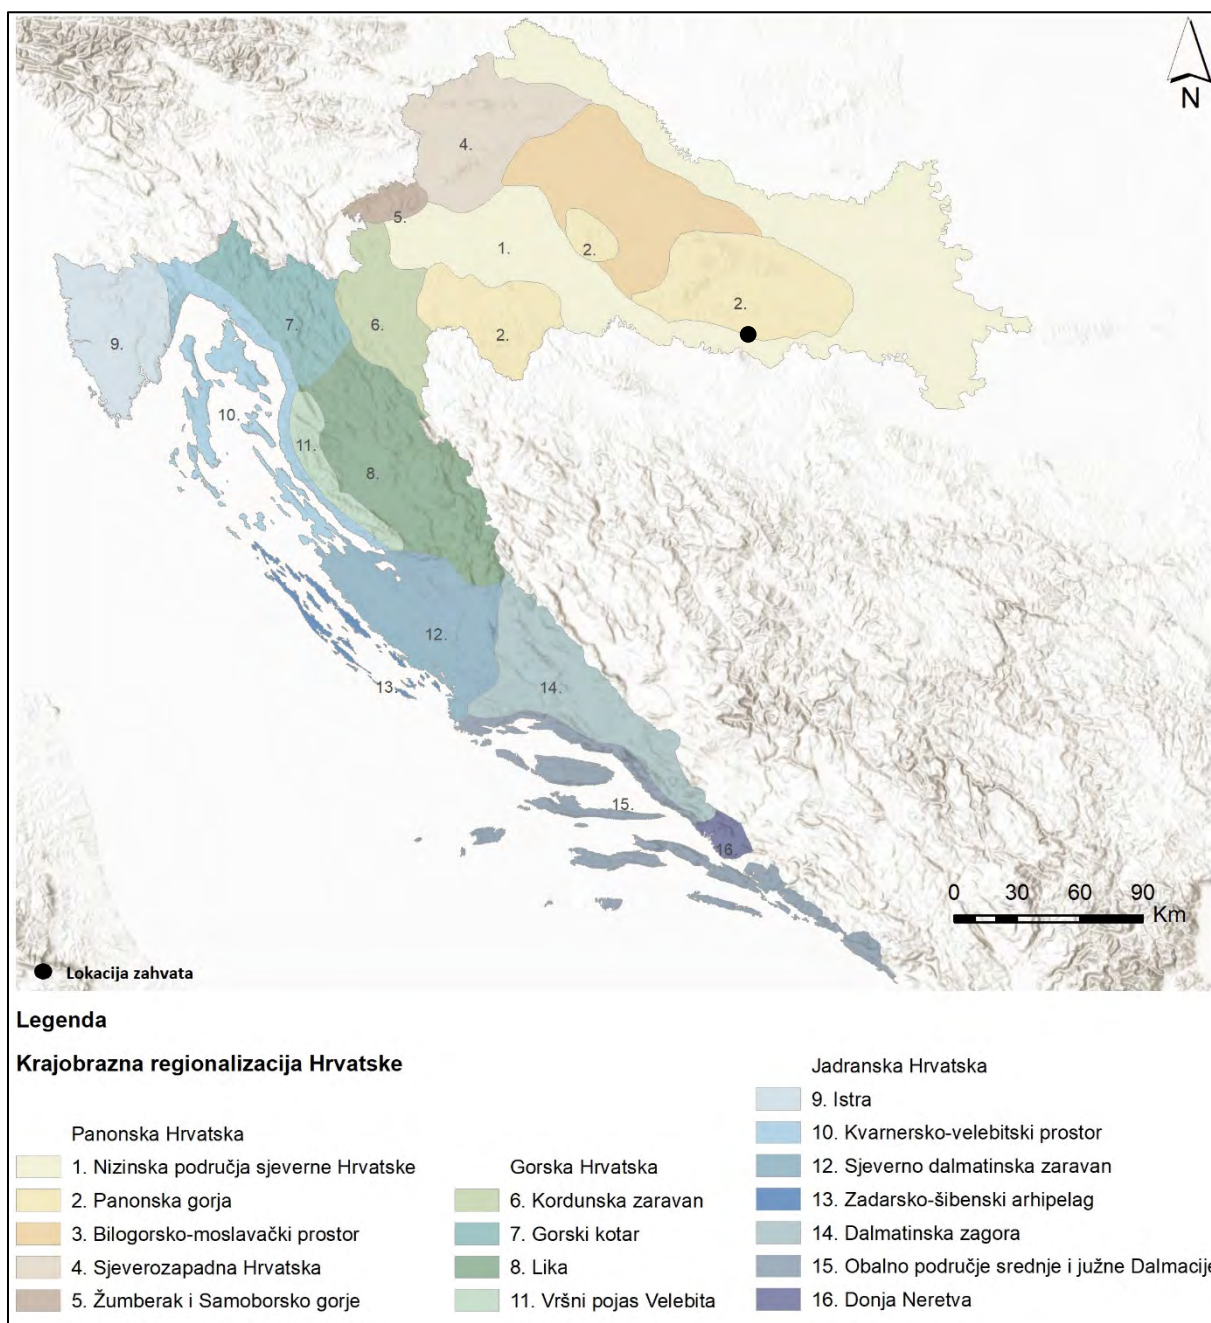 N
4.
5.
1.
2.
2.
7.
6.
2.
9.
10.
11.
8.
12.
13.
14.
15.
16.
0 30 60 90
Km
Lokacija zahvata
Legenda
Krajobrazna regionalizacija Hrvatske
Panonska Hrvatska
1. Nizinska područja sjeverne Hrvatske
2. Panonska gorja
3. Bilogorsko-moslavački prostor
4. Sjeverozapadna Hrvatska
5. Žumberak i Samoborsko gorje
Gorska Hrvatska
6. Kordunska zaravan
7. Gorski kotar
8. Lika
11. Vršni pojas Velebita
Jadranska Hrvatska
9. Istra
10. Kvarnersko-velebitski prostor
12. Sjeverno dalmatinska zaravan
13. Zadarsko-šibenski arhipelag
14. Dalmatinska zagora
15. Obalno područje srednje i južne Dalmacije
16. Donja Neretva